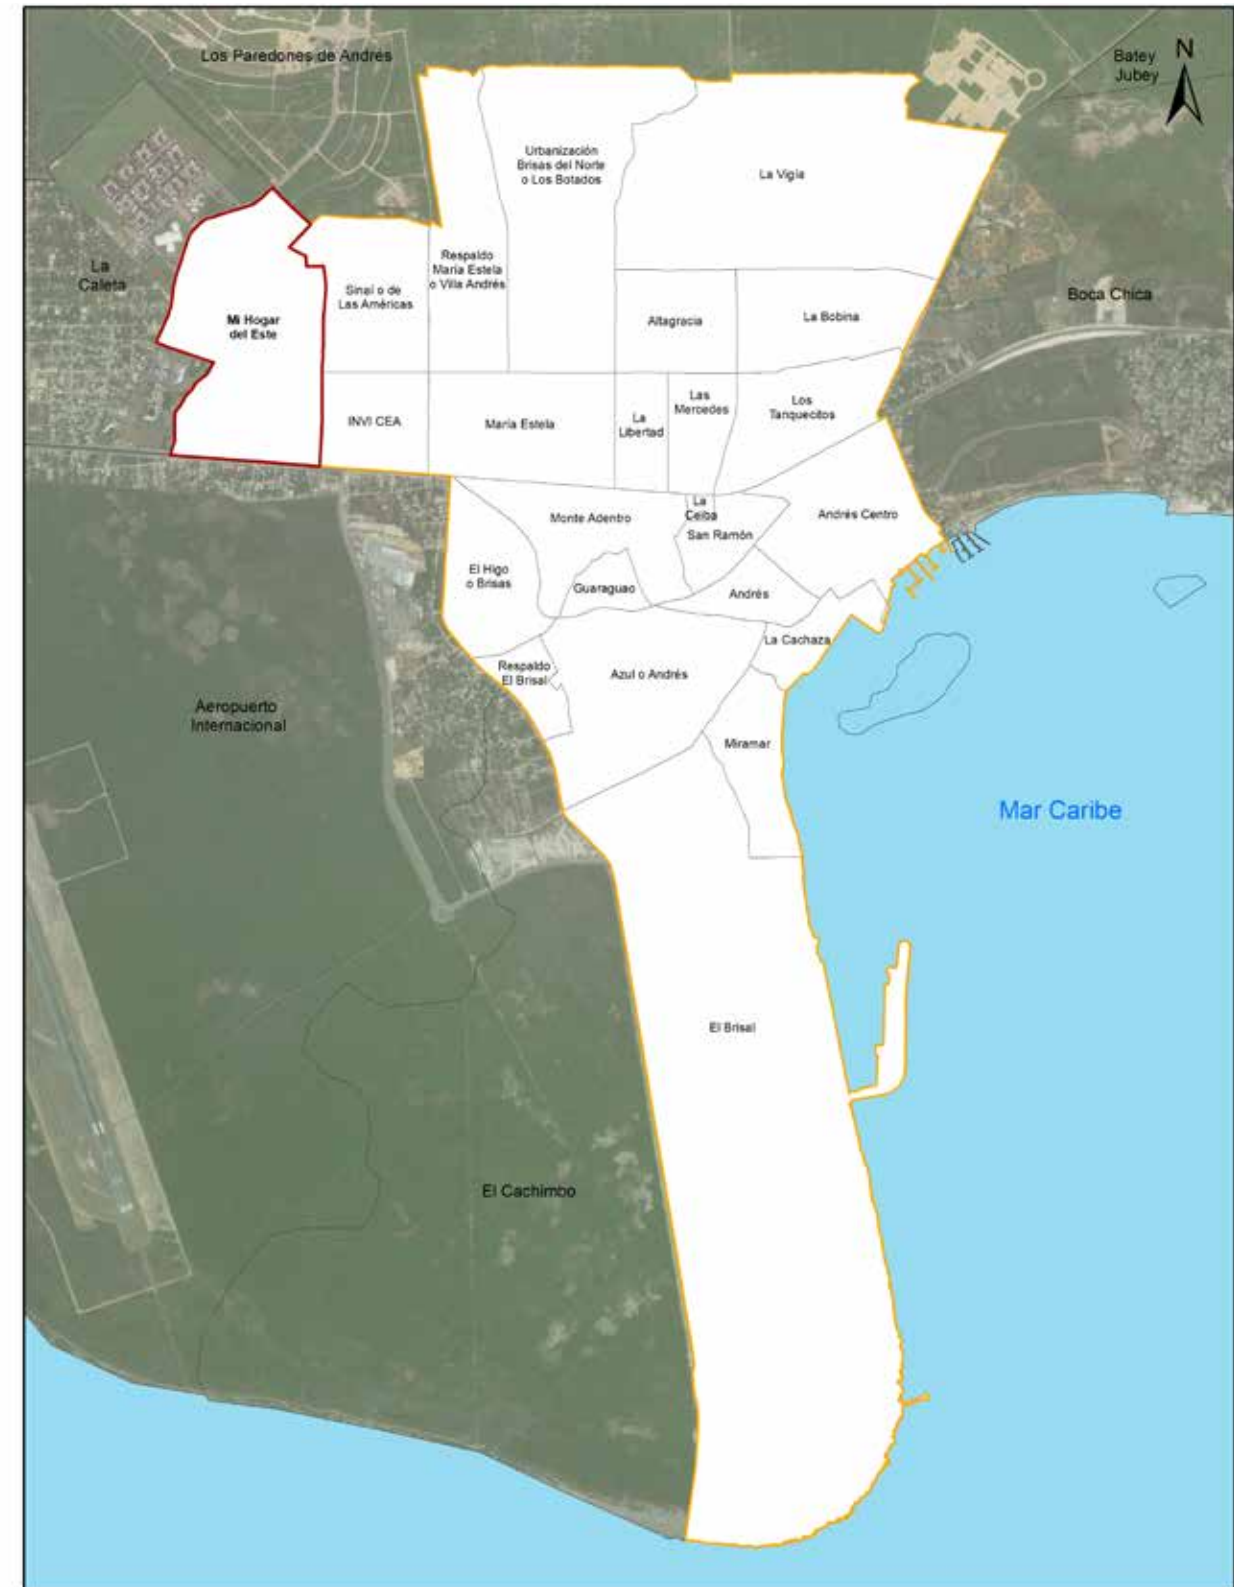 Los Paredones de Andrés
Batey
Jubey
N
Urbanización
Brisas del Norte
o Los Botados
La Vigía
La
Caleta
Respaldo
María Estela
o Villa Andrés
Sinaí o de
Las Américas
Boca Chica
Mi Hogar
del Este
Altagracia
La Bobina
INVI CEA
María Estela
La
Libertad
Las
Mercedes
Los
Tanquecitos
La
Ceiba
Monte Adentro
San Ramón
Andrés Centro
El Higo
o Brisas
Guaraguao
Andrés
La Cachaza
Respaldo
El Brisal
Azul o Andrés
Aeropuerto
Internacional
Miramar
Mar Caribe
El Brisal
El Cachimbo